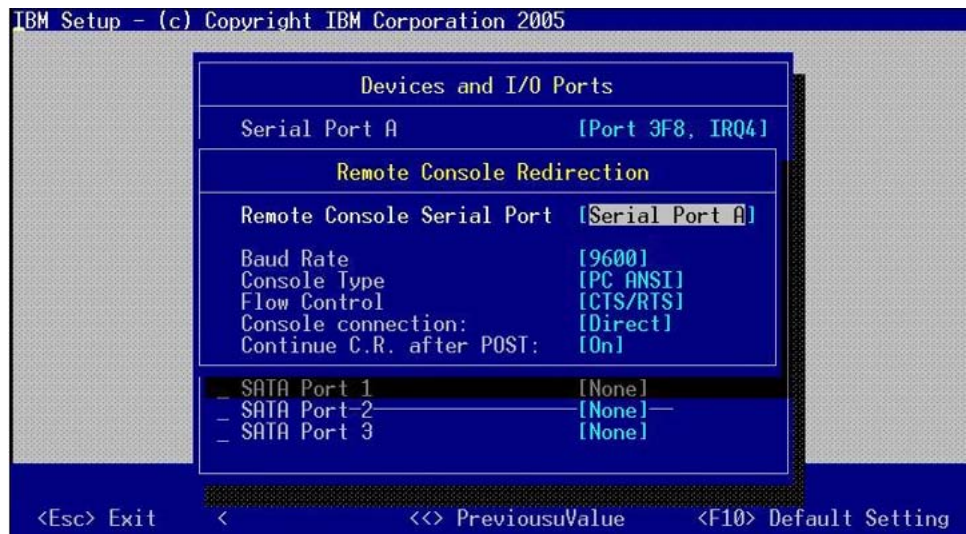 IBM Setup - (c) Copyright IBM Corporation 2005
Devices and I/O Ports
Serial Port A [Port 3F8, IRQ4]
Remote Console Redirection
Remote Console Serial Port [Serial Port A]
Baud Rate [9600]
Console Type [PC ANSI]
Flow Control [CTS/RTS]
Console connection: [Direct]
Continue C.R. after POST: [On]
_ SATA Port 1 [None]
_ SATA Port 2 [None]
_ SATA Port 3 [None]
<Esc> Exit < <<> PreviousuValue <F10> Default Setting